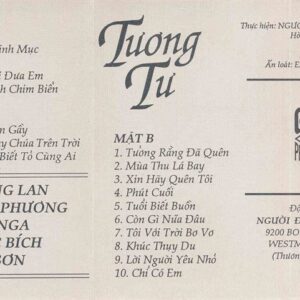 Mục
Đưa Em
Chim Biển
Gầy
Chúa Trên Trời
Biết Tỏ Cùng Ai
LAN
PHƯƠNG
NGA
BÍCH
SƠN
Tương
Tư
MẶT B
1. Tưởng Rằng Đã Quên
2. Mùa Thu Lá Bay
3. Xin Hãy Quên Tôi
4. Phút Cuối
5. Tuổi Biết Buồn
6. Còn Gì Nữa Đâu
7. Tôi Với Trời Bơ Vơ
8. Khúc Thụy Du
9. Lời Người Yêu Nhỏ
10. Chỉ Có Em
Thực hiện:
Ấn loát:
NGƯỜI
9200 BO
WESTM
(Thươn